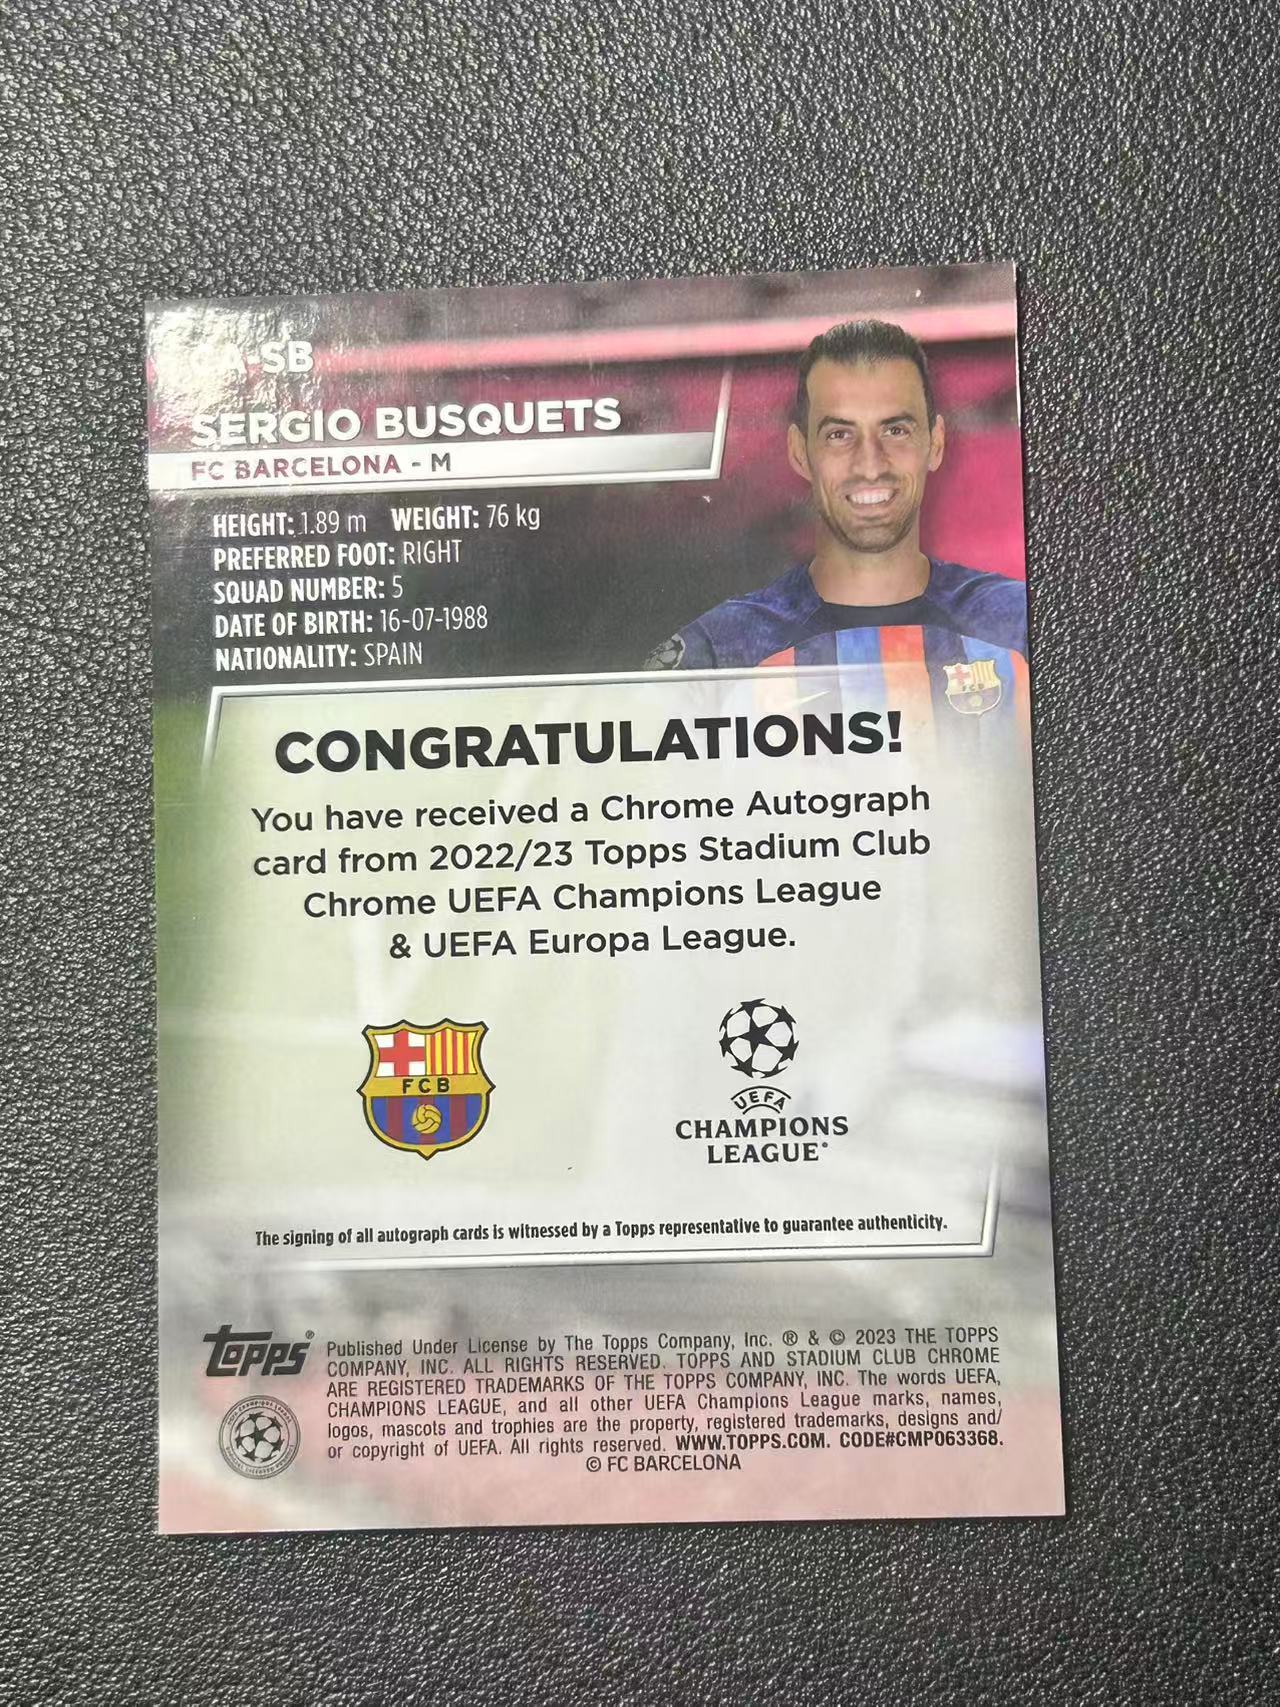 CA-SB
SERGIO BUSQUETS
FC BARCELONA - M
HEIGHT: 1.89 m WEIGHT: 76 kg
PREFERRED FOOT: RIGHT
SQUAD NUMBER: 5
DATE OF BIRTH: 16-07-1988
NATIONALITY: SPAIN
CONGRATULATIONS!
You have received a Chrome Autograph
card from 2022/23 Topps Stadium Club
Chrome UEFA Champions League
& UEFA Europa League.
FCB
UEFA
CHAMPIONS
LEAGUE®
The signing of all autograph cards is witnessed by a Topps representative to guarantee authenticity.
Topps®
Published Under License by The Topps Company, Inc. ® & © 2023 THE TOPPS
COMPANY, INC. ALL RIGHTS RESERVED. TOPPS AND STADIUM CLUB CHROME
ARE REGISTERED TRADEMARKS OF THE TOPPS COMPANY, INC. The words UEFA,
CHAMPIONS LEAGUE, and all other UEFA Champions League marks, names,
logos, mascots and trophies are the property, registered trademarks, designs and/
or copyright of UEFA. All rights reserved. WWW.TOPPS.COM. CODE#CMP063368.
© FC BARCELONA